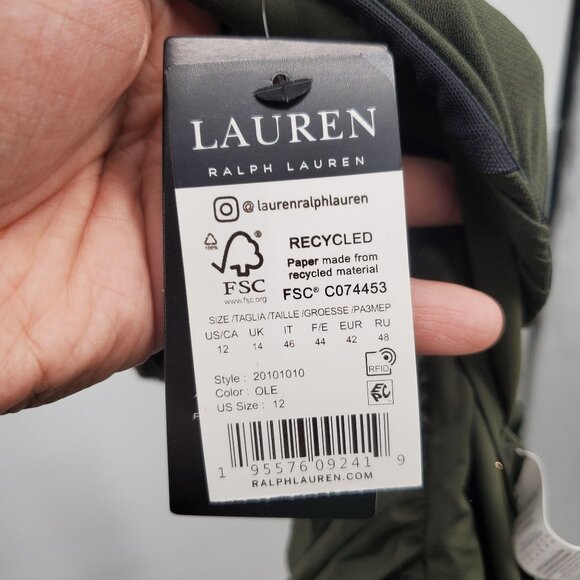 LAUREN
RALPH LAUREN
@ laurenralphlauren
100%
FSC®
www.fsc.org
RECYCLED
Paper made from
recycled material
FSC® C074453
SIZE /TAGLIA /TAILLE /GROESSE /РАЗМЕР
US/CA UK IT F/E EUR RU
12 14 46 44 42 48
Style : 20101010
Color : OLE
US Size : 12
RFID
1 95576 09241 9
RALPHLAUREN.COM